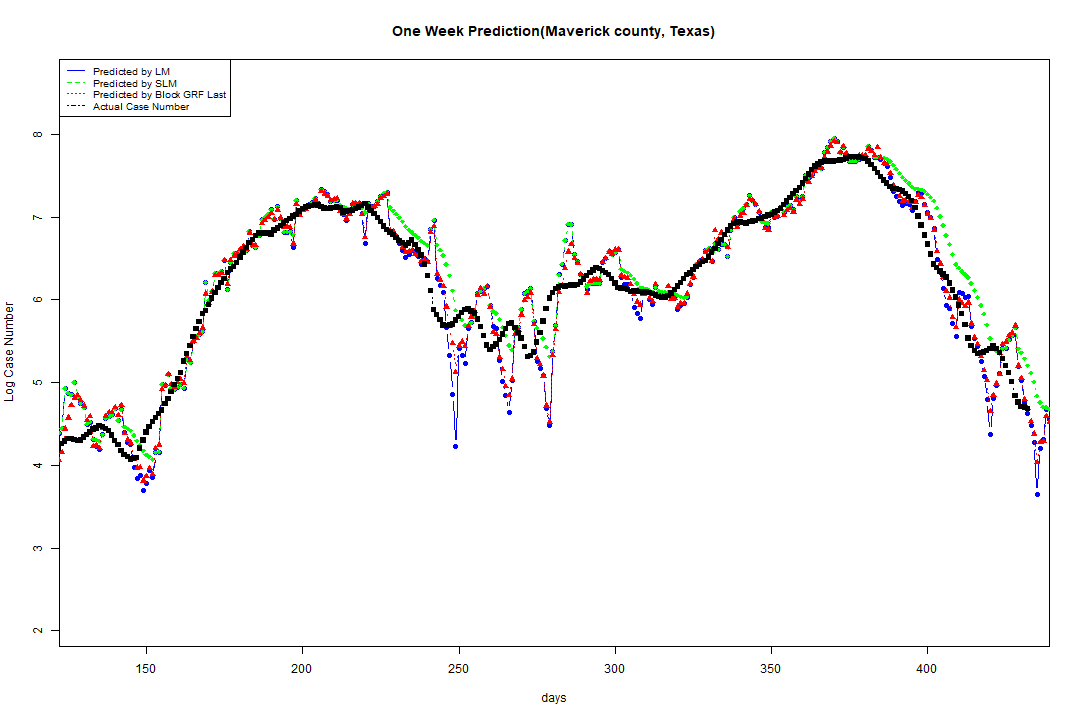 One Week Prediction(Maverick county, Texas)
Predicted by LM
Predicted by SLM
Predicted by Block GRF Last
Actual Case Number
8
7
6
5
4
3
2
Log Case Number
150 200 250 300 350 400
days